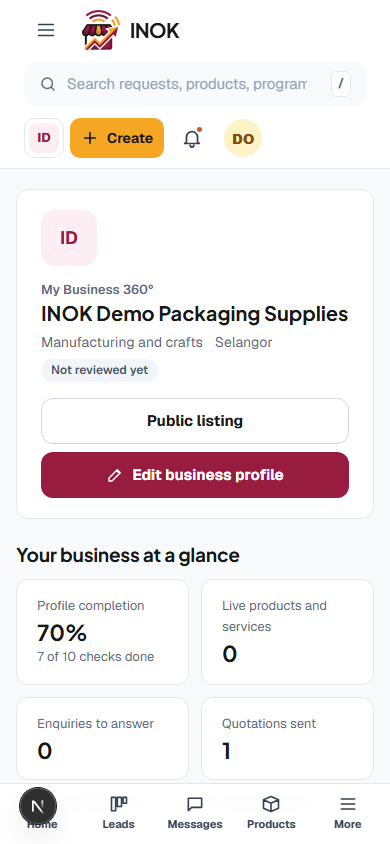 INOK
Search requests, products, program
/
ID
+ Create
DO
ID
My Business 360°
INOK Demo Packaging Supplies
Manufacturing and crafts Selangor
Not reviewed yet
Public listing
Edit business profile
Your business at a glance
Profile completion
70%
7 of 10 checks done
Live products and
services
0
Enquiries to answer
0
Quotations sent
1
N
Home
Leads
Messages
Products
More